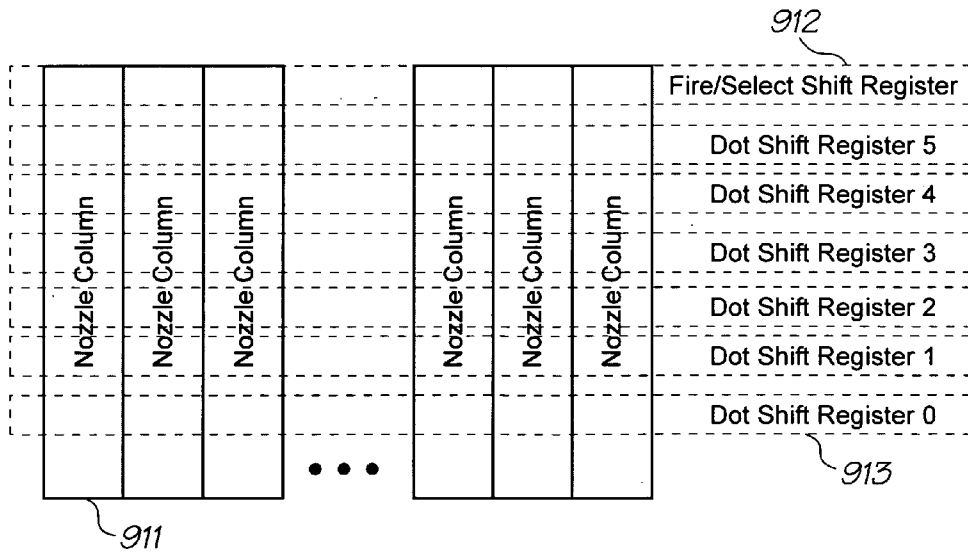 912
Fire/Select Shift Register
Dot Shift Register 5
Dot Shift Register 4
Dot Shift Register 3
Dot Shift Register 2
Dot Shift Register 1
Dot Shift Register 0
Nozzle Column
Nozzle Column
Nozzle Column
Nozzle Column
Nozzle Column
Nozzle Column
913
911